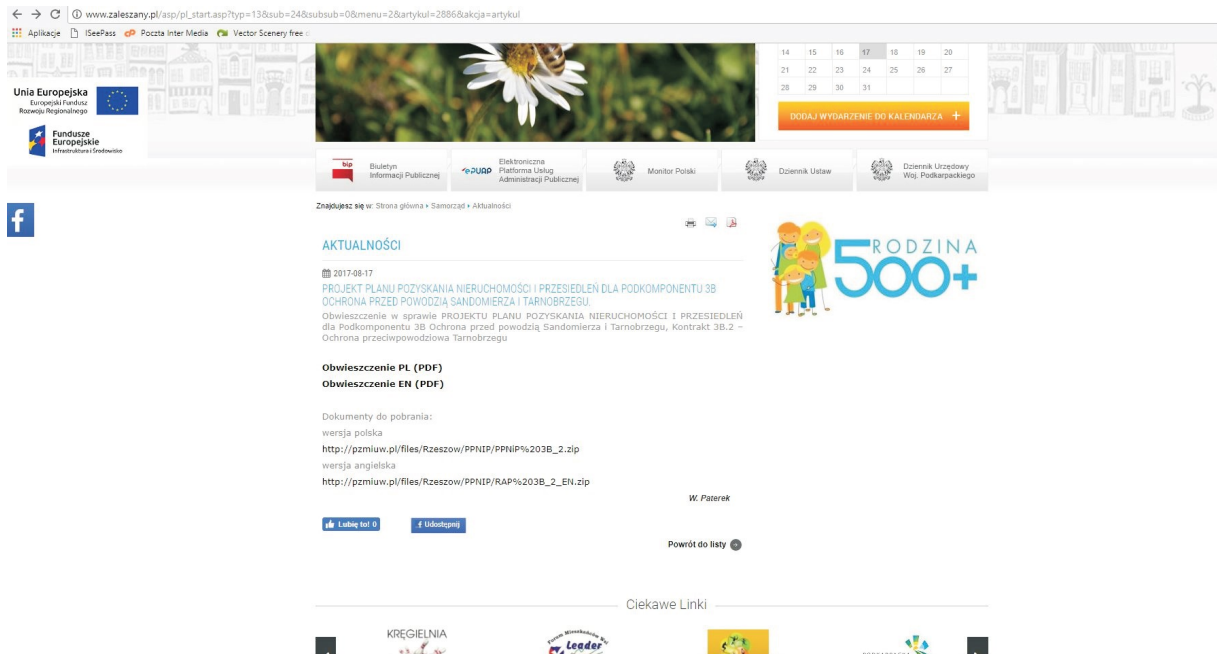 www.zaleszany.pl/asp/pl_start.asp?typ=13&sub=24&subsub=0&menu=2&artykul=2886&akcja=artykul
Aplikacje ISeePass Poczta Inter Media Vector Scenery free
14 15 16 17 18 19 20
21 22 23 24 25 26 27
28 29 30 31
DODAJ WYDARZENIE DO KALENDARZA +
Unia Europejska
Europejski Fundusz
Rozwoju Regionalnego
Fundusze
Europejskie
Infrastruktura i Środowisko
bip
Biuletyn
Informacji Publicznej
ePUAP
Elektroniczna
Platforma Usług
Administracji Publicznej
Monitor Polski
Dziennik Ustaw
Dziennik Urzędowy
Woj. Podkarpackiego
f
Znajdujesz się w: Strona główna › Samorząd › Aktualności
AKTUALNOŚCI
2017-08-17
PROJEKT PLANU POZYSKANIA NIERUCHOMOŚCI I PRZESIEDLEŃ DLA PODKOMPONENTU 3B
OCHRONA PRZED POWODZIĄ SANDOMIERZA I TARNOBRZEGU.
Obwieszczenie w sprawie PROJEKTU PLANU POZYSKANIA NIERUCHOMOŚCI I PRZESIEDLEŃ
dla Podkomponentu 3B Ochrona przed powodzią Sandomierza i Tarnobrzegu, Kontrakt 3B.2 –
Ochrona przeciwpowodziowa Tarnobrzegu
Obwieszczenie PL (PDF)
Obwieszczenie EN (PDF)
Dokumenty do pobrania:
wersja polska
http://pzmiuw.pl/files/Rzeszow/PPNIP/PPNiP%203B_2.zip
wersja angielska
http://pzmiuw.pl/files/Rzeszow/PPNIP/RAP%203B_2_EN.zip
W. Paterek
Lubię to! 0
f Udostępnij
Powrót do listy
RODZINA
500+
Ciekawe Linki
KRĘGIELNIA
Forum Mieszkańców Wsi
Leader